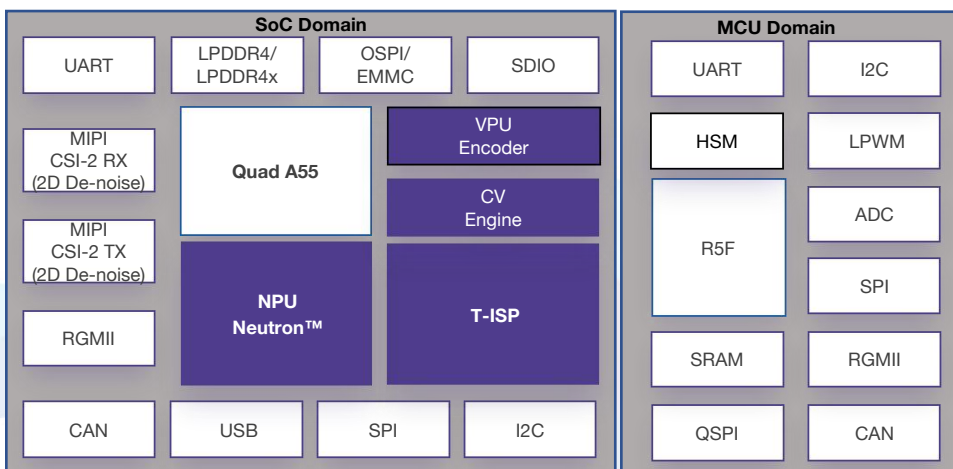 SoC Domain
UART
LPDDR4/
LPDDR4x
OSPI/
EMMC
SDIO
MIPI
CSI-2 RX
(2D De-noise)
Quad A55
VPU
Encoder
CV
Engine
MIPI
CSI-2 TX
(2D De-noise)
NPU
Neutron™
T-ISP
RGMII
CAN
USB
SPI
I2C
MCU Domain
UART
I2C
HSM
LPWM
R5F
ADC
SPI
SRAM
RGMII
QSPI
CAN